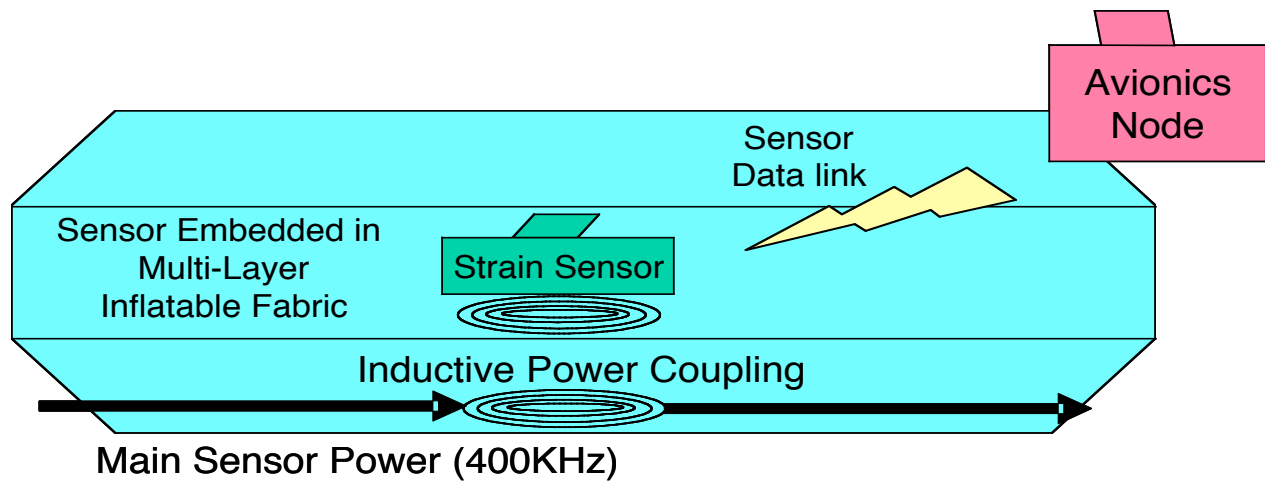 Avionics
Node
Sensor
Data link
Sensor Embedded in
Multi-Layer
Inflatable Fabric
Strain Sensor
Inductive Power Coupling
Main Sensor Power (400KHz)